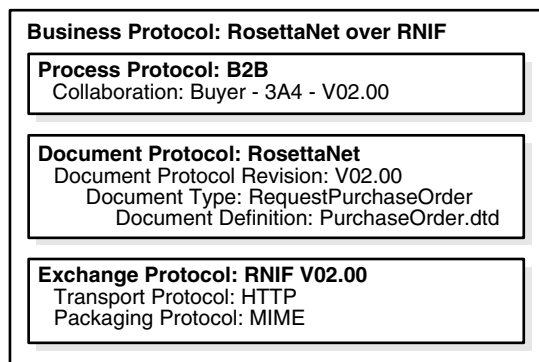 Business Protocol: RosettaNet over RNIF
Process Protocol: B2B
Collaboration: Buyer - 3A4 - V02.00
Document Protocol: RosettaNet
Document Protocol Revision: V02.00
Document Type: RequestPurchaseOrder
Document Definition: PurchaseOrder.dtd
Exchange Protocol: RNIF V02.00
Transport Protocol: HTTP
Packaging Protocol: MIME